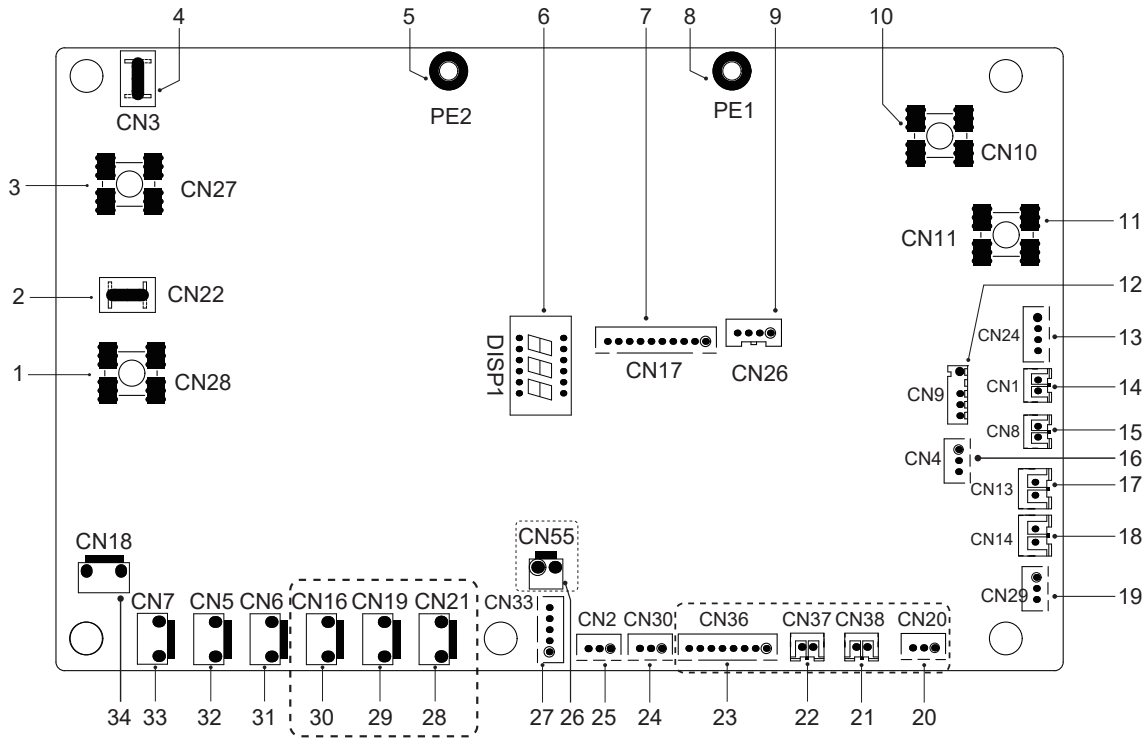 4 5 6 7 8 9 10
CN3
PE2
PE1
CN10
3
CN27
11
CN11
12
2
CN22
CN24
13
DISP1
CN17
CN26
1
CN28
CN9
CN1
14
CN8
15
CN4
16
CN13
17
CN18
CN55
CN14
18
CN7 CN5 CN6 CN16 CN19 CN21
CN33
CN2 CN30 CN36 CN37 CN38 CN20
CN29
19
34 33 32 31 30 29 28 27 26 25 24 23 22 21 20